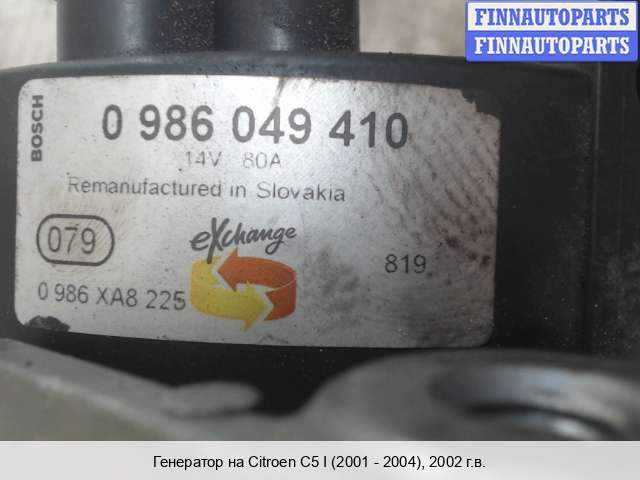 FINNAUTOPARTS
FINNAUTOPARTS
BOSCH
0 986 049 410
14V 80A
Remanufactured in Slovakia
079
eXchange
819
0 986 XA8 225
Генератор на Citroen C5 I (2001 - 2004), 2002 г.в.